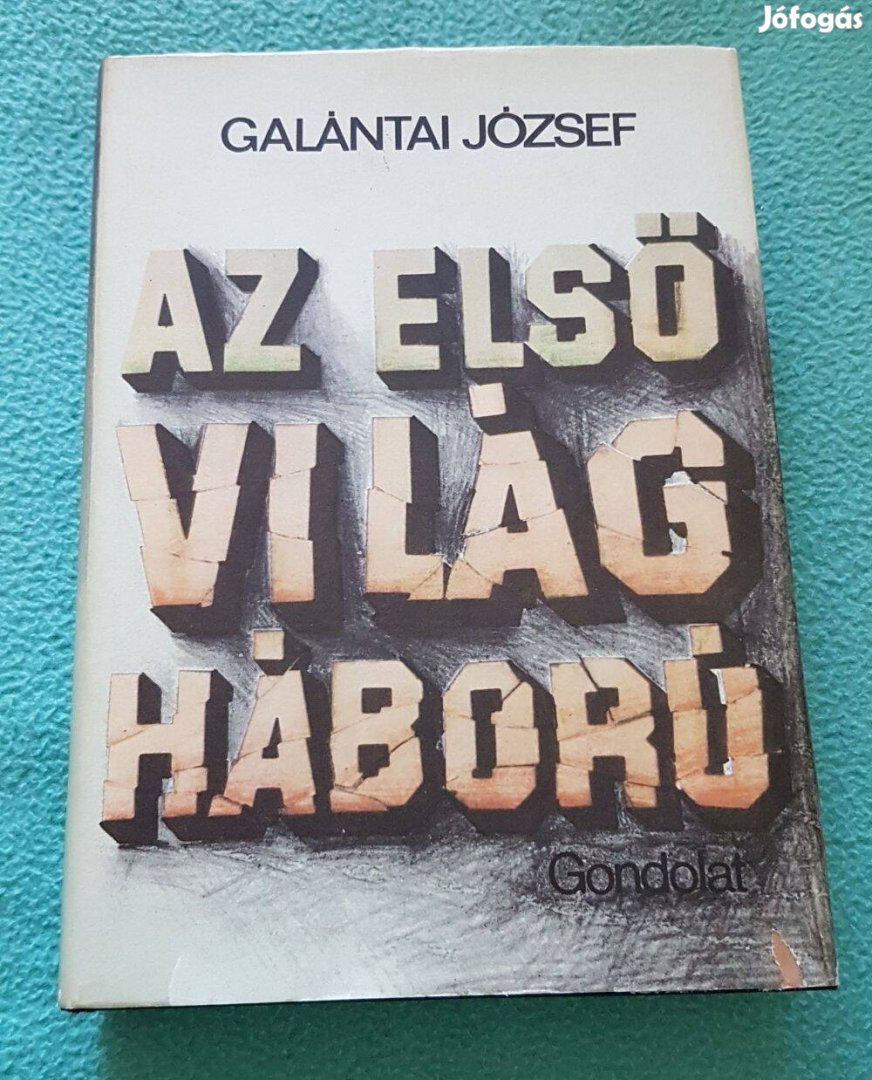 Jófogás
GALÁNTAI JÓZSEF
AZ ELSŐ
VILÁG
HÁBORÚ
Gondolat